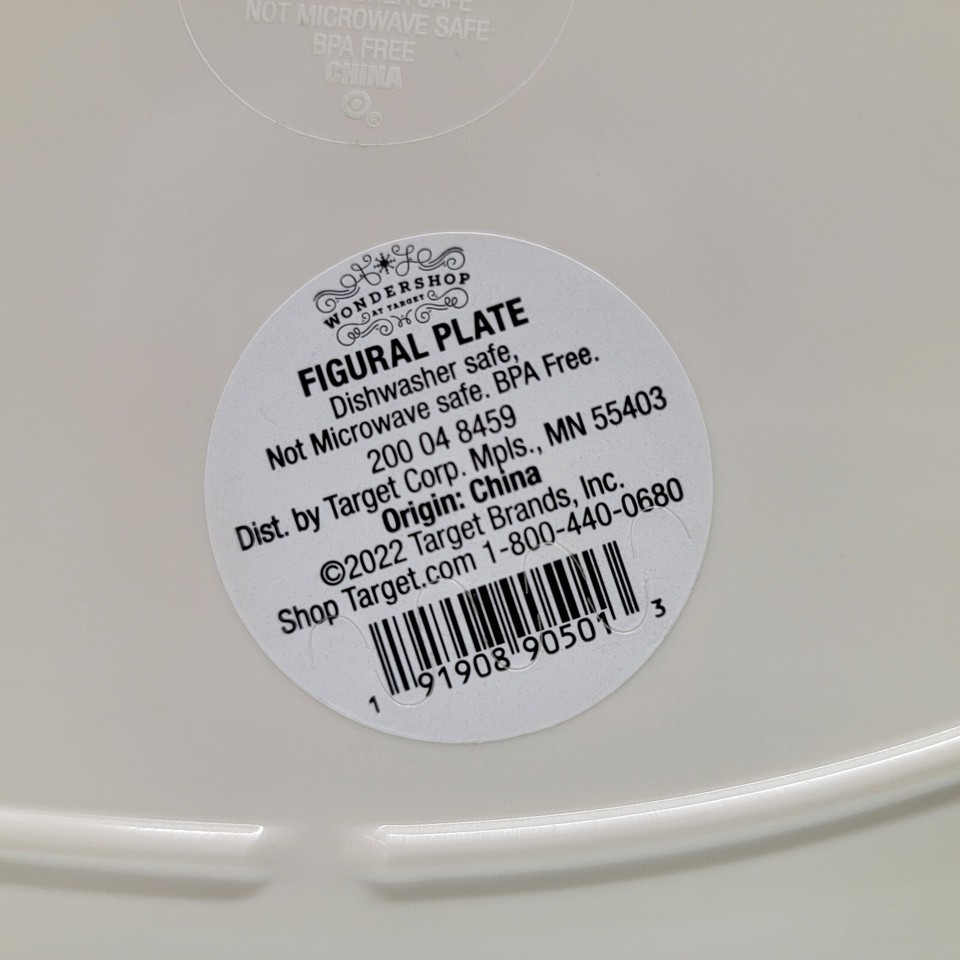 NOT MICROWAVE SAFE
BPA FREE
CHINA
®
WONDERSHOP
AT TARGET
FIGURAL PLATE
Dishwasher safe,
Not Microwave safe. BPA Free.
200 04 8459
Dist. by Target Corp. Mpls., MN 55403
Origin: China
©2022 Target Brands, Inc.
Shop Target.com 1-800-440-0680
1 91908 90501 3